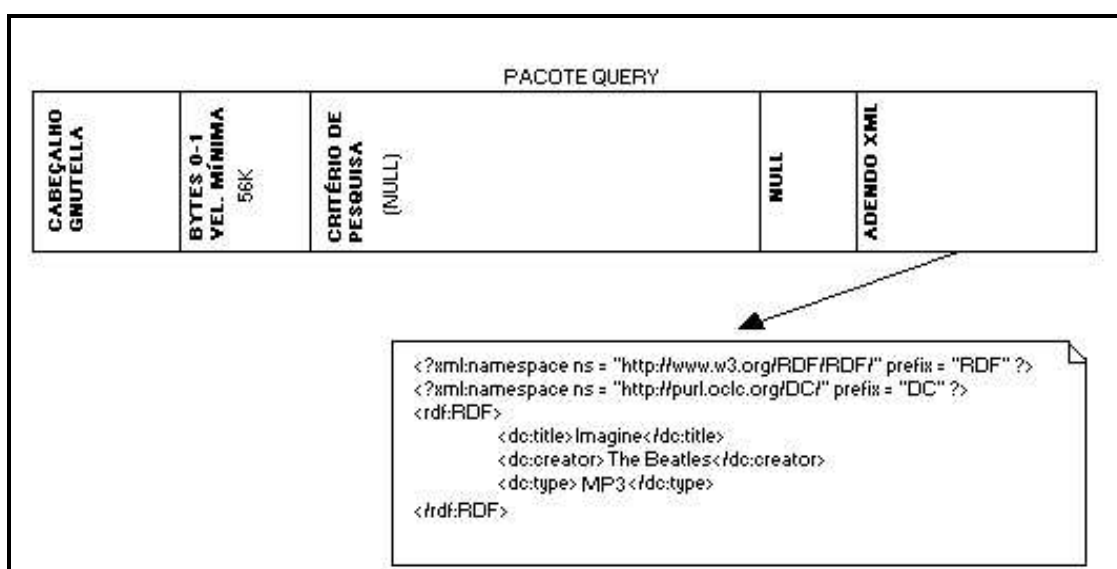 PACOTE QUERY
CABEÇALHO
GNUTELLA
BYTES 0-1
VEL. MÍNIMA
56K
CRITÉRIO DE
PESQUISA
(NULL)
NULL
ADENDO XML
<?xml:namespace ns = "http://www.w3.org/RDF/RDF/" prefix = "RDF" ?>
<?xml:namespace ns = "http://purl.oclc.org/DC/" prefix = "DC" ?>
<rdf:RDF>
<dc:title>Imagine</dc:title>
<dc:creator>The Beatles</dc:creator>
<dc:type> MP3</dc:type>
</rdf:RDF>